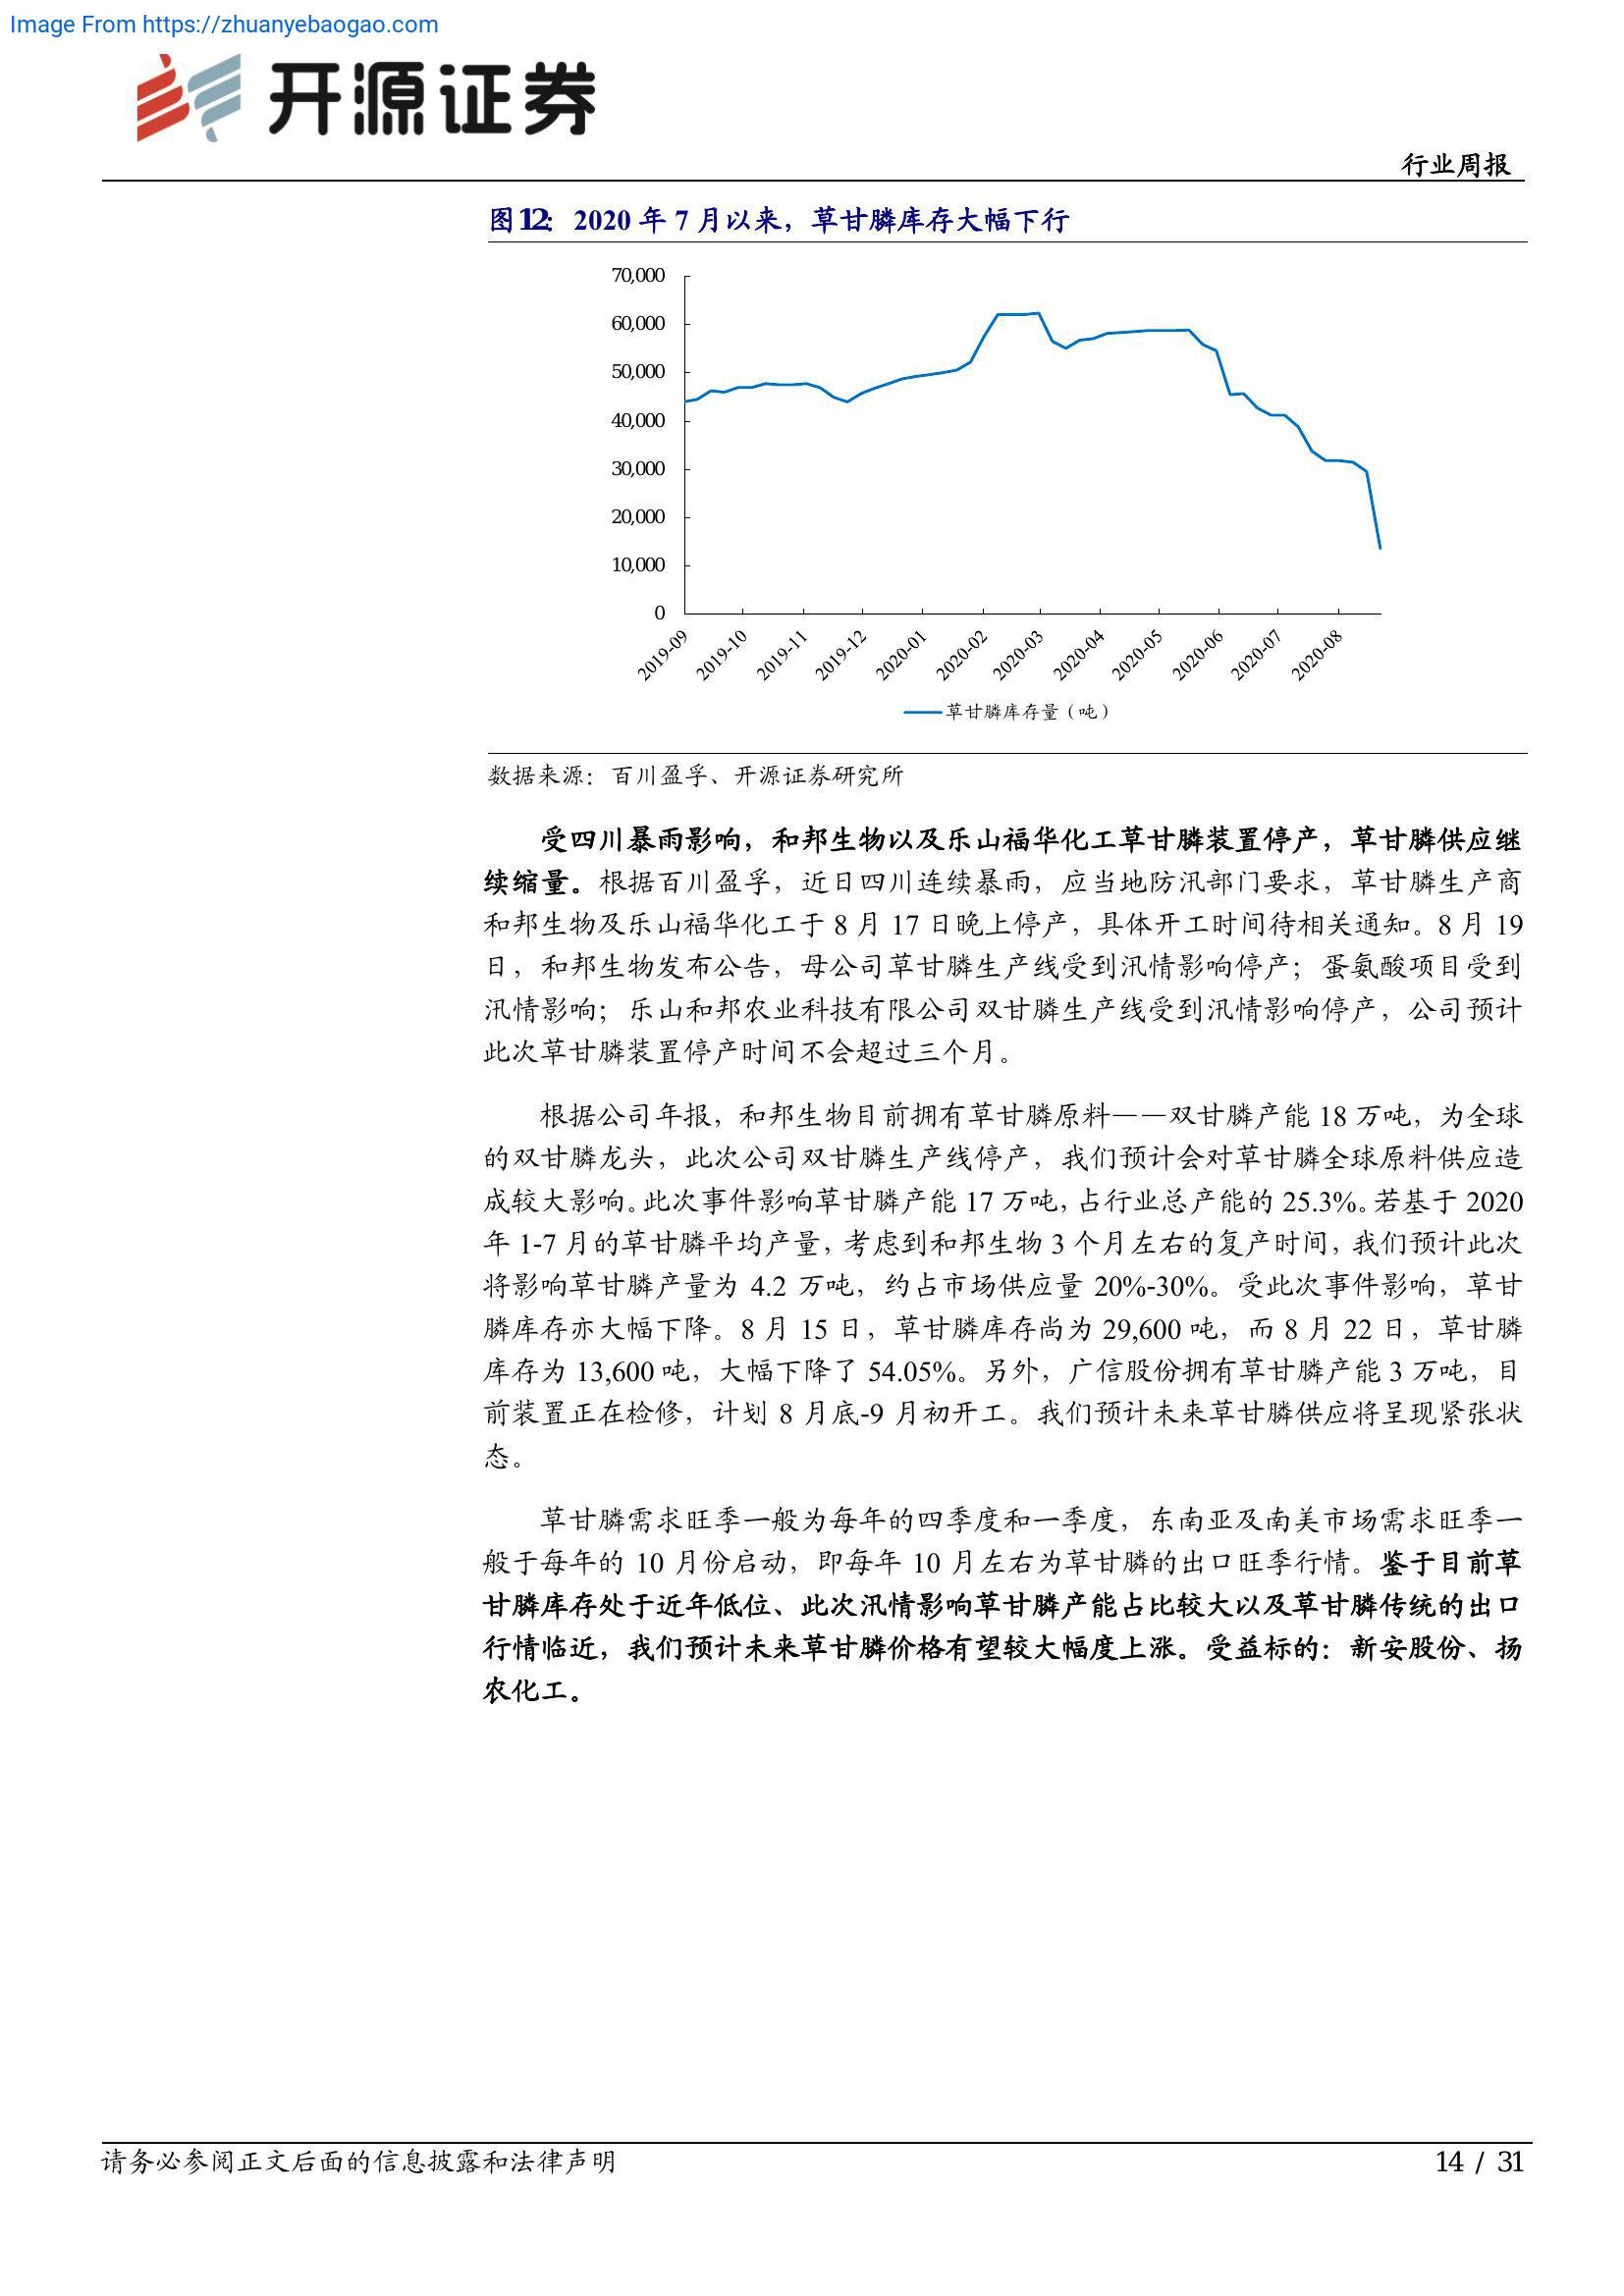 Image From https://zhuanyebaogao.com
开源证券
行业周报
图12：2020 年 7 月以来，草甘膦库存大幅下行
70,000
60,000
50,000
40,000
30,000
20,000
10,000
0
2019-09
2019-10
2019-11
2019-12
2020-01
2020-02
2020-03
2020-04
2020-05
2020-06
2020-07
2020-08
草甘膦库存量（吨）
数据来源：百川盈孚、开源证券研究所
受四川暴雨影响，和邦生物以及乐山福华化工草甘膦装置停产，草甘膦供应继
续缩量。根据百川盈孚，近日四川连续暴雨，应当地防汛部门要求，草甘膦生产商
和邦生物及乐山福华化工于 8 月 17 日晚上停产，具体开工时间待相关通知。8 月 19
日，和邦生物发布公告，母公司草甘膦生产线受到汛情影响停产；蛋氨酸项目受到
汛情影响；乐山和邦农业科技有限公司双甘膦生产线受到汛情影响停产，公司预计
此次草甘膦装置停产时间不会超过三个月。
根据公司年报，和邦生物目前拥有草甘膦原料——双甘膦产能 18 万吨，为全球
的双甘膦龙头，此次公司双甘膦生产线停产，我们预计会对草甘膦全球原料供应造
成较大影响。此次事件影响草甘膦产能 17 万吨，占行业总产能的 25.3%。若基于 2020
年 1-7 月的草甘膦平均产量，考虑到和邦生物 3 个月左右的复产时间，我们预计此次
将影响草甘膦产量为 4.2 万吨，约占市场供应量 20%-30%。受此次事件影响，草甘
膦库存亦大幅下降。8 月 15 日，草甘膦库存尚为 29,600 吨，而 8 月 22 日，草甘膦
库存为 13,600 吨，大幅下降了 54.05%。另外，广信股份拥有草甘膦产能 3 万吨，目
前装置正在检修，计划 8 月底-9 月初开工。我们预计未来草甘膦供应将呈现紧张状
态。
草甘膦需求旺季一般为每年的四季度和一季度，东南亚及南美市场需求旺季一
般于每年的 10 月份启动，即每年 10 月左右为草甘膦的出口旺季行情。鉴于目前草
甘膦库存处于近年低位、此次汛情影响草甘膦产能占比较大以及草甘膦传统的出口
行情临近，我们预计未来草甘膦价格有望较大幅度上涨。受益标的：新安股份、扬
农化工。
请务必参阅正文后面的信息披露和法律声明
14 / 31